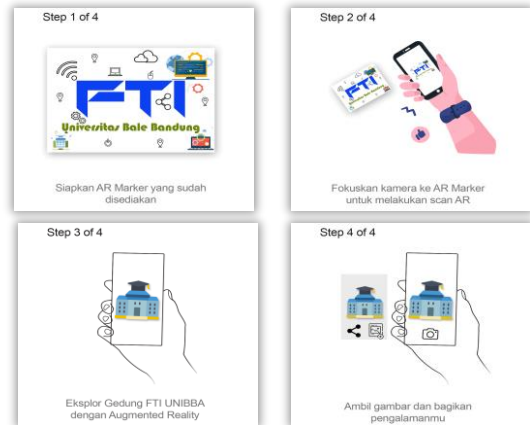 Step 1 of 4
FTI
Universitas Bale Bandung
Siapkan AR Marker yang sudah
disediakan
Step 2 of 4
FTI
Fokuskan kamera ke AR Marker
untuk melakukan scan AR
Step 3 of 4
Eksplor Gedung FTI UNIBBA
dengan Augmented Reality
Step 4 of 4
Ambil gambar dan bagikan
pengalamanmu